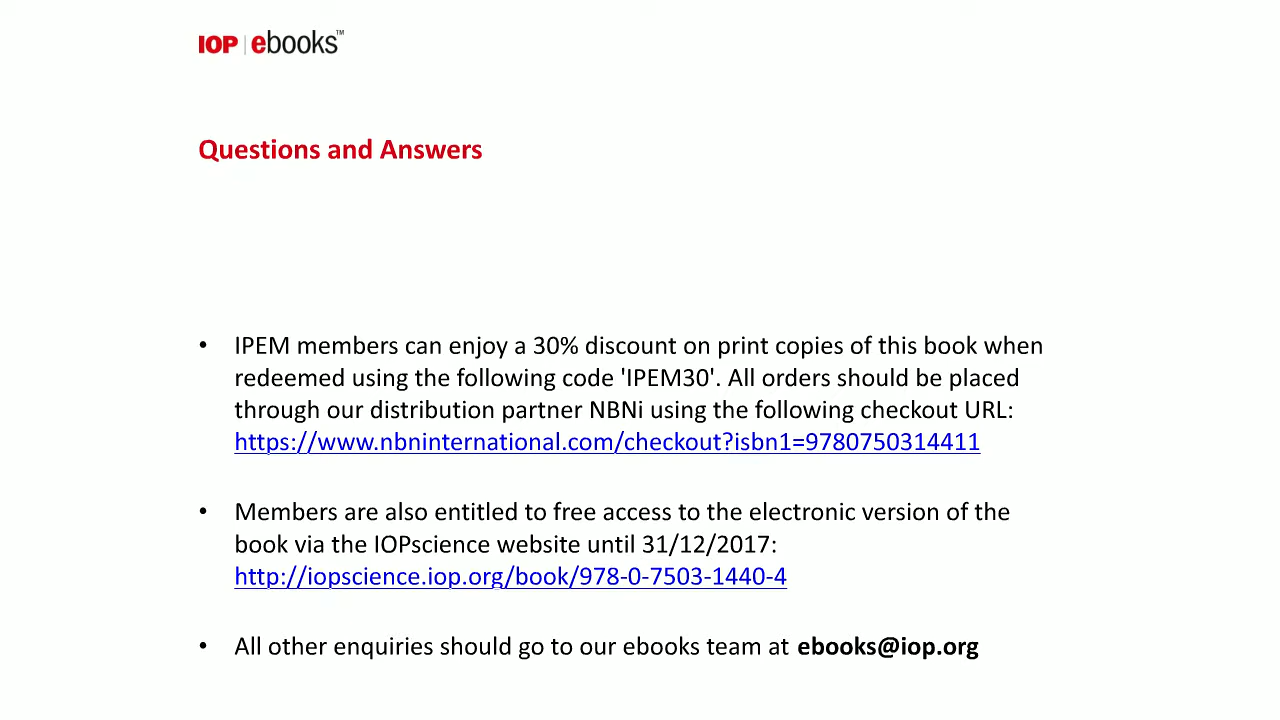 IOP | ebooks™
Questions and Answers
• IPEM members can enjoy a 30% discount on print copies of this book when
redeemed using the following code 'IPEM30'. All orders should be placed
through our distribution partner NBNi using the following checkout URL:
https://www.nbninternational.com/checkout?isbn1=9780750314411
• Members are also entitled to free access to the electronic version of the
book via the IOPscience website until 31/12/2017:
http://iopscience.iop.org/book/978-0-7503-1440-4
• All other enquiries should go to our ebooks team at ebooks@iop.org